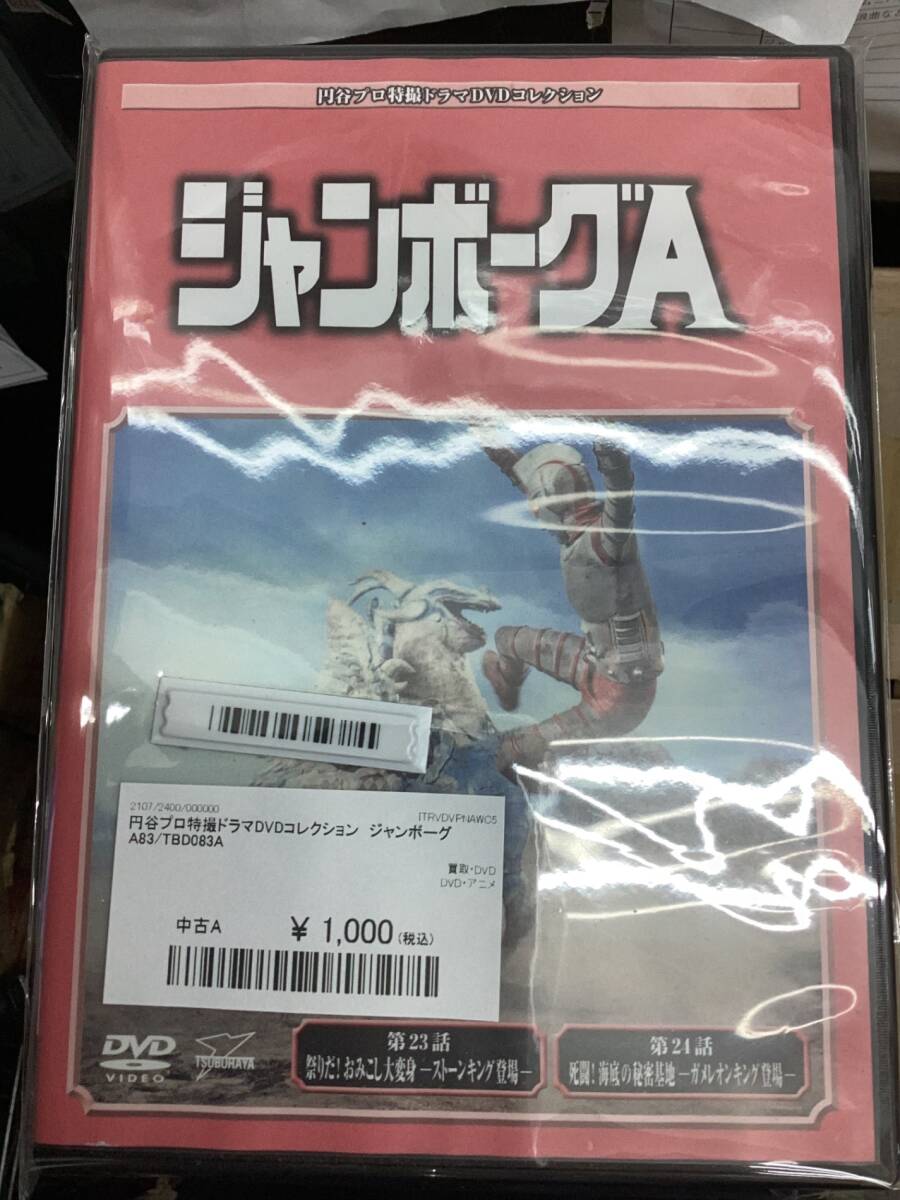 円谷プロ特撮ドラマDVDコレクション
ジャンボーグA
2107/2400/000000
ITRVDVPNAWC5
円谷プロ特撮ドラマDVDコレクション ジャンボーグ
A83/TBD083A
買取・DVD
DVD・アニメ
中古A ¥ 1,000(税込)
DVD
VIDEO
TSUBURAYA
第23話
祭りだ!おみこし大変身 ―ストーンキング登場―
第24話
死闘!海底の秘密基地 ―ガメレオンキング登場―